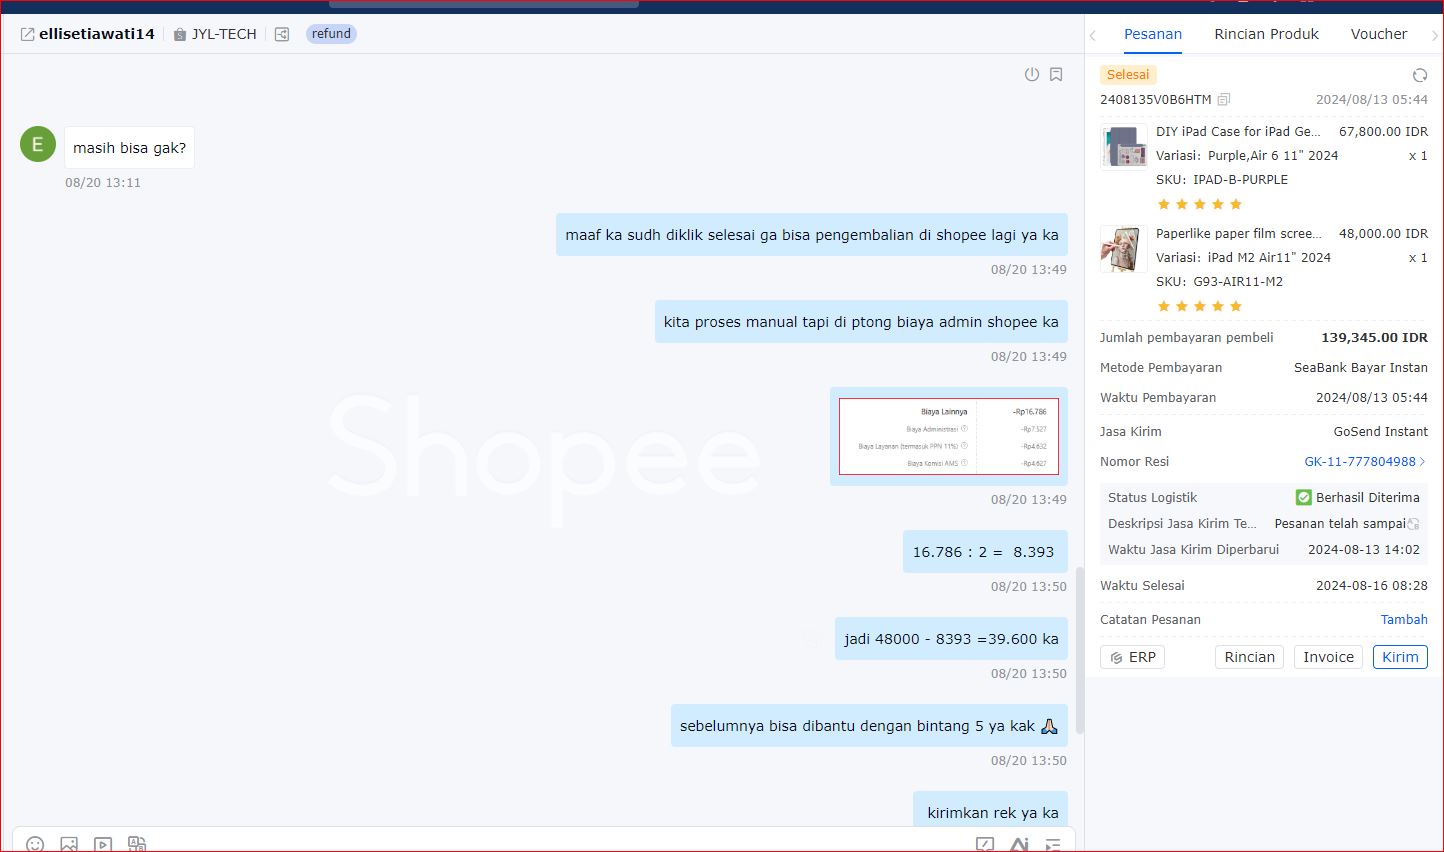 ellisetiawati14
JYL-TECH
refund
E
masih bisa gak?
08/20 13:11
maaf ka sudh diklik selesai ga bisa pengembalian di shopee lagi ya ka
08/20 13:49
kita proses manual tapi di ptong biaya admin shopee ka
08/20 13:49
Shopee
Biaya Lainnya -Rp16.786
Biaya Administrasi -Rp7.527
Biaya Layanan (termasuk PPN 11%) -Rp4.632
Biaya Komisi AMS -Rp4.627
08/20 13:49
16.786 : 2 = 8.393
08/20 13:50
jadi 48000 - 8393 =39.600 ka
08/20 13:50
sebelumnya bisa dibantu dengan bintang 5 ya kak 🙏🏻
08/20 13:50
kirimkan rek ya ka
Pesanan Rincian Produk Voucher
Selesai
2408135V0B6HTM 2024/08/13 05:44
DIY iPad Case for iPad Ge... 67,800.00 IDR
Variasi: Purple,Air 6 11" 2024 x 1
SKU: IPAD-B-PURPLE
Paperlike paper film scree... 48,000.00 IDR
Variasi: iPad M2 Air11" 2024 x 1
SKU: G93-AIR11-M2
Jumlah pembayaran pembeli 139,345.00 IDR
Metode Pembayaran SeaBank Bayar Instan
Waktu Pembayaran 2024/08/13 05:44
Jasa Kirim GoSend Instant
Nomor Resi GK-11-777804988
Status Logistik ✅ Berhasil Diterima
Deskripsi Jasa Kirim Te... Pesanan telah sampai
Waktu Jasa Kirim Diperbarui 2024-08-13 14:02
Waktu Selesai 2024-08-16 08:28
Catatan Pesanan Tambah
ERP Rincian Invoice Kirim